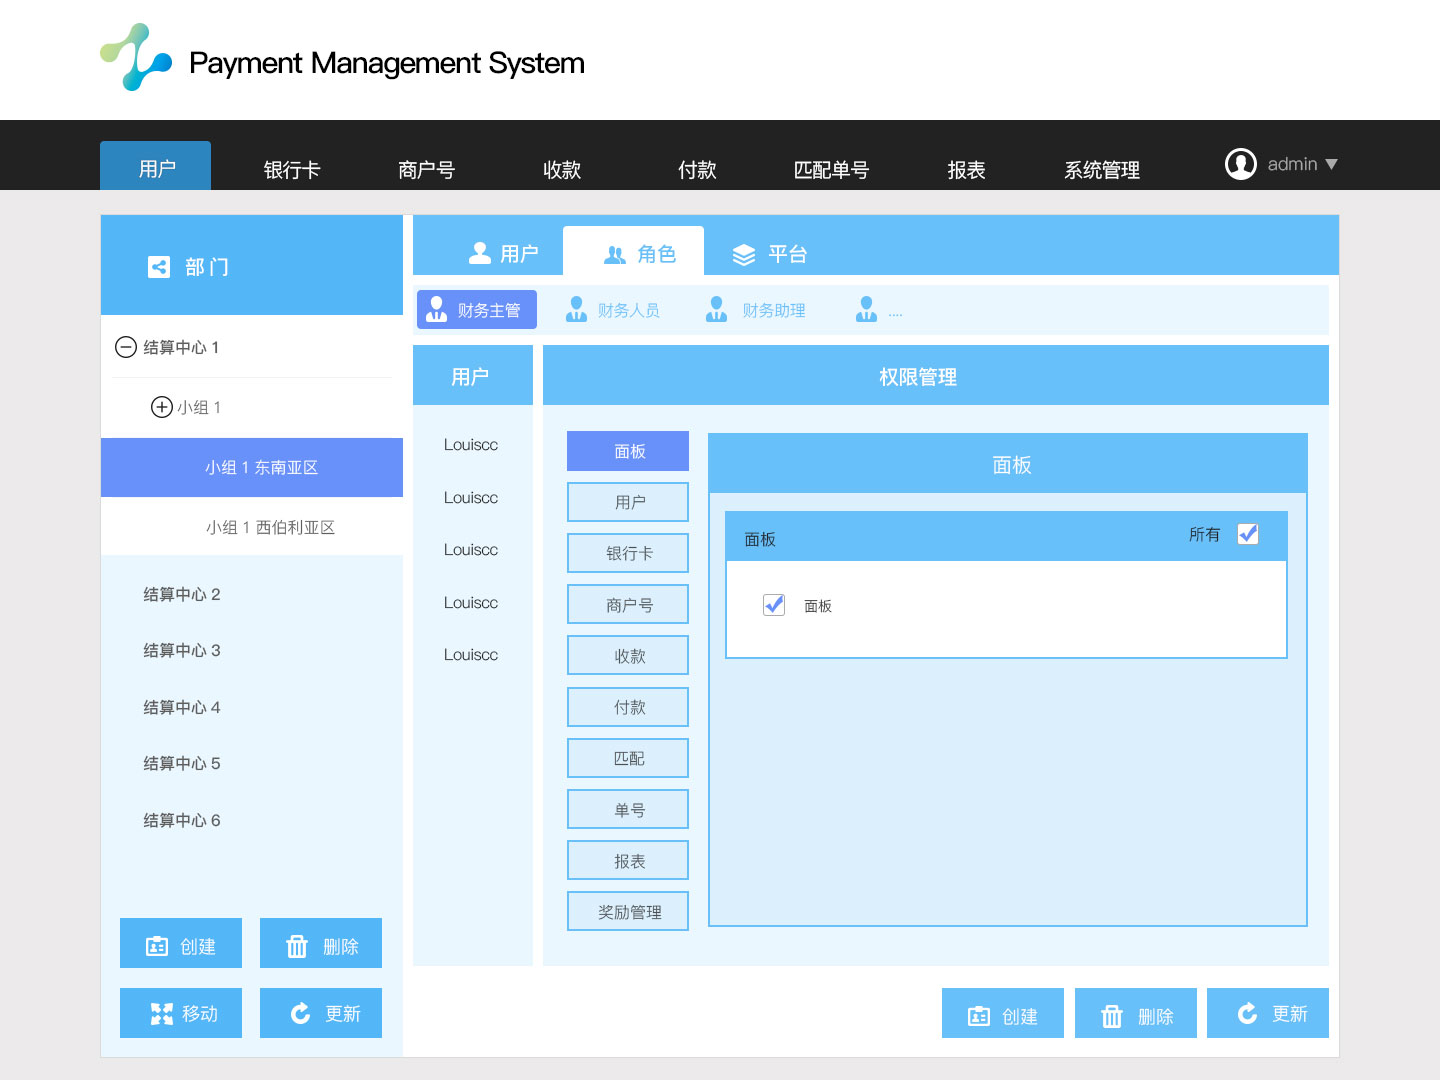 Payment Management System
用户 银行卡 商户号 收款 付款 匹配单号 报表 系统管理 admin
部门
用户 角色 平台
财务主管 财务人员 财务助理 ....
结算中心 1
小组 1
小组 1 东南亚区
小组 1 西伯利亚区
结算中心 2
结算中心 3
结算中心 4
结算中心 5
结算中心 6
创建 删除
移动 更新
用户
Louiscc
Louiscc
Louiscc
Louiscc
Louiscc
权限管理
面板
用户
银行卡
商户号
收款
付款
匹配
单号
报表
奖励管理
面板
面板 所有
面板
创建 删除 更新